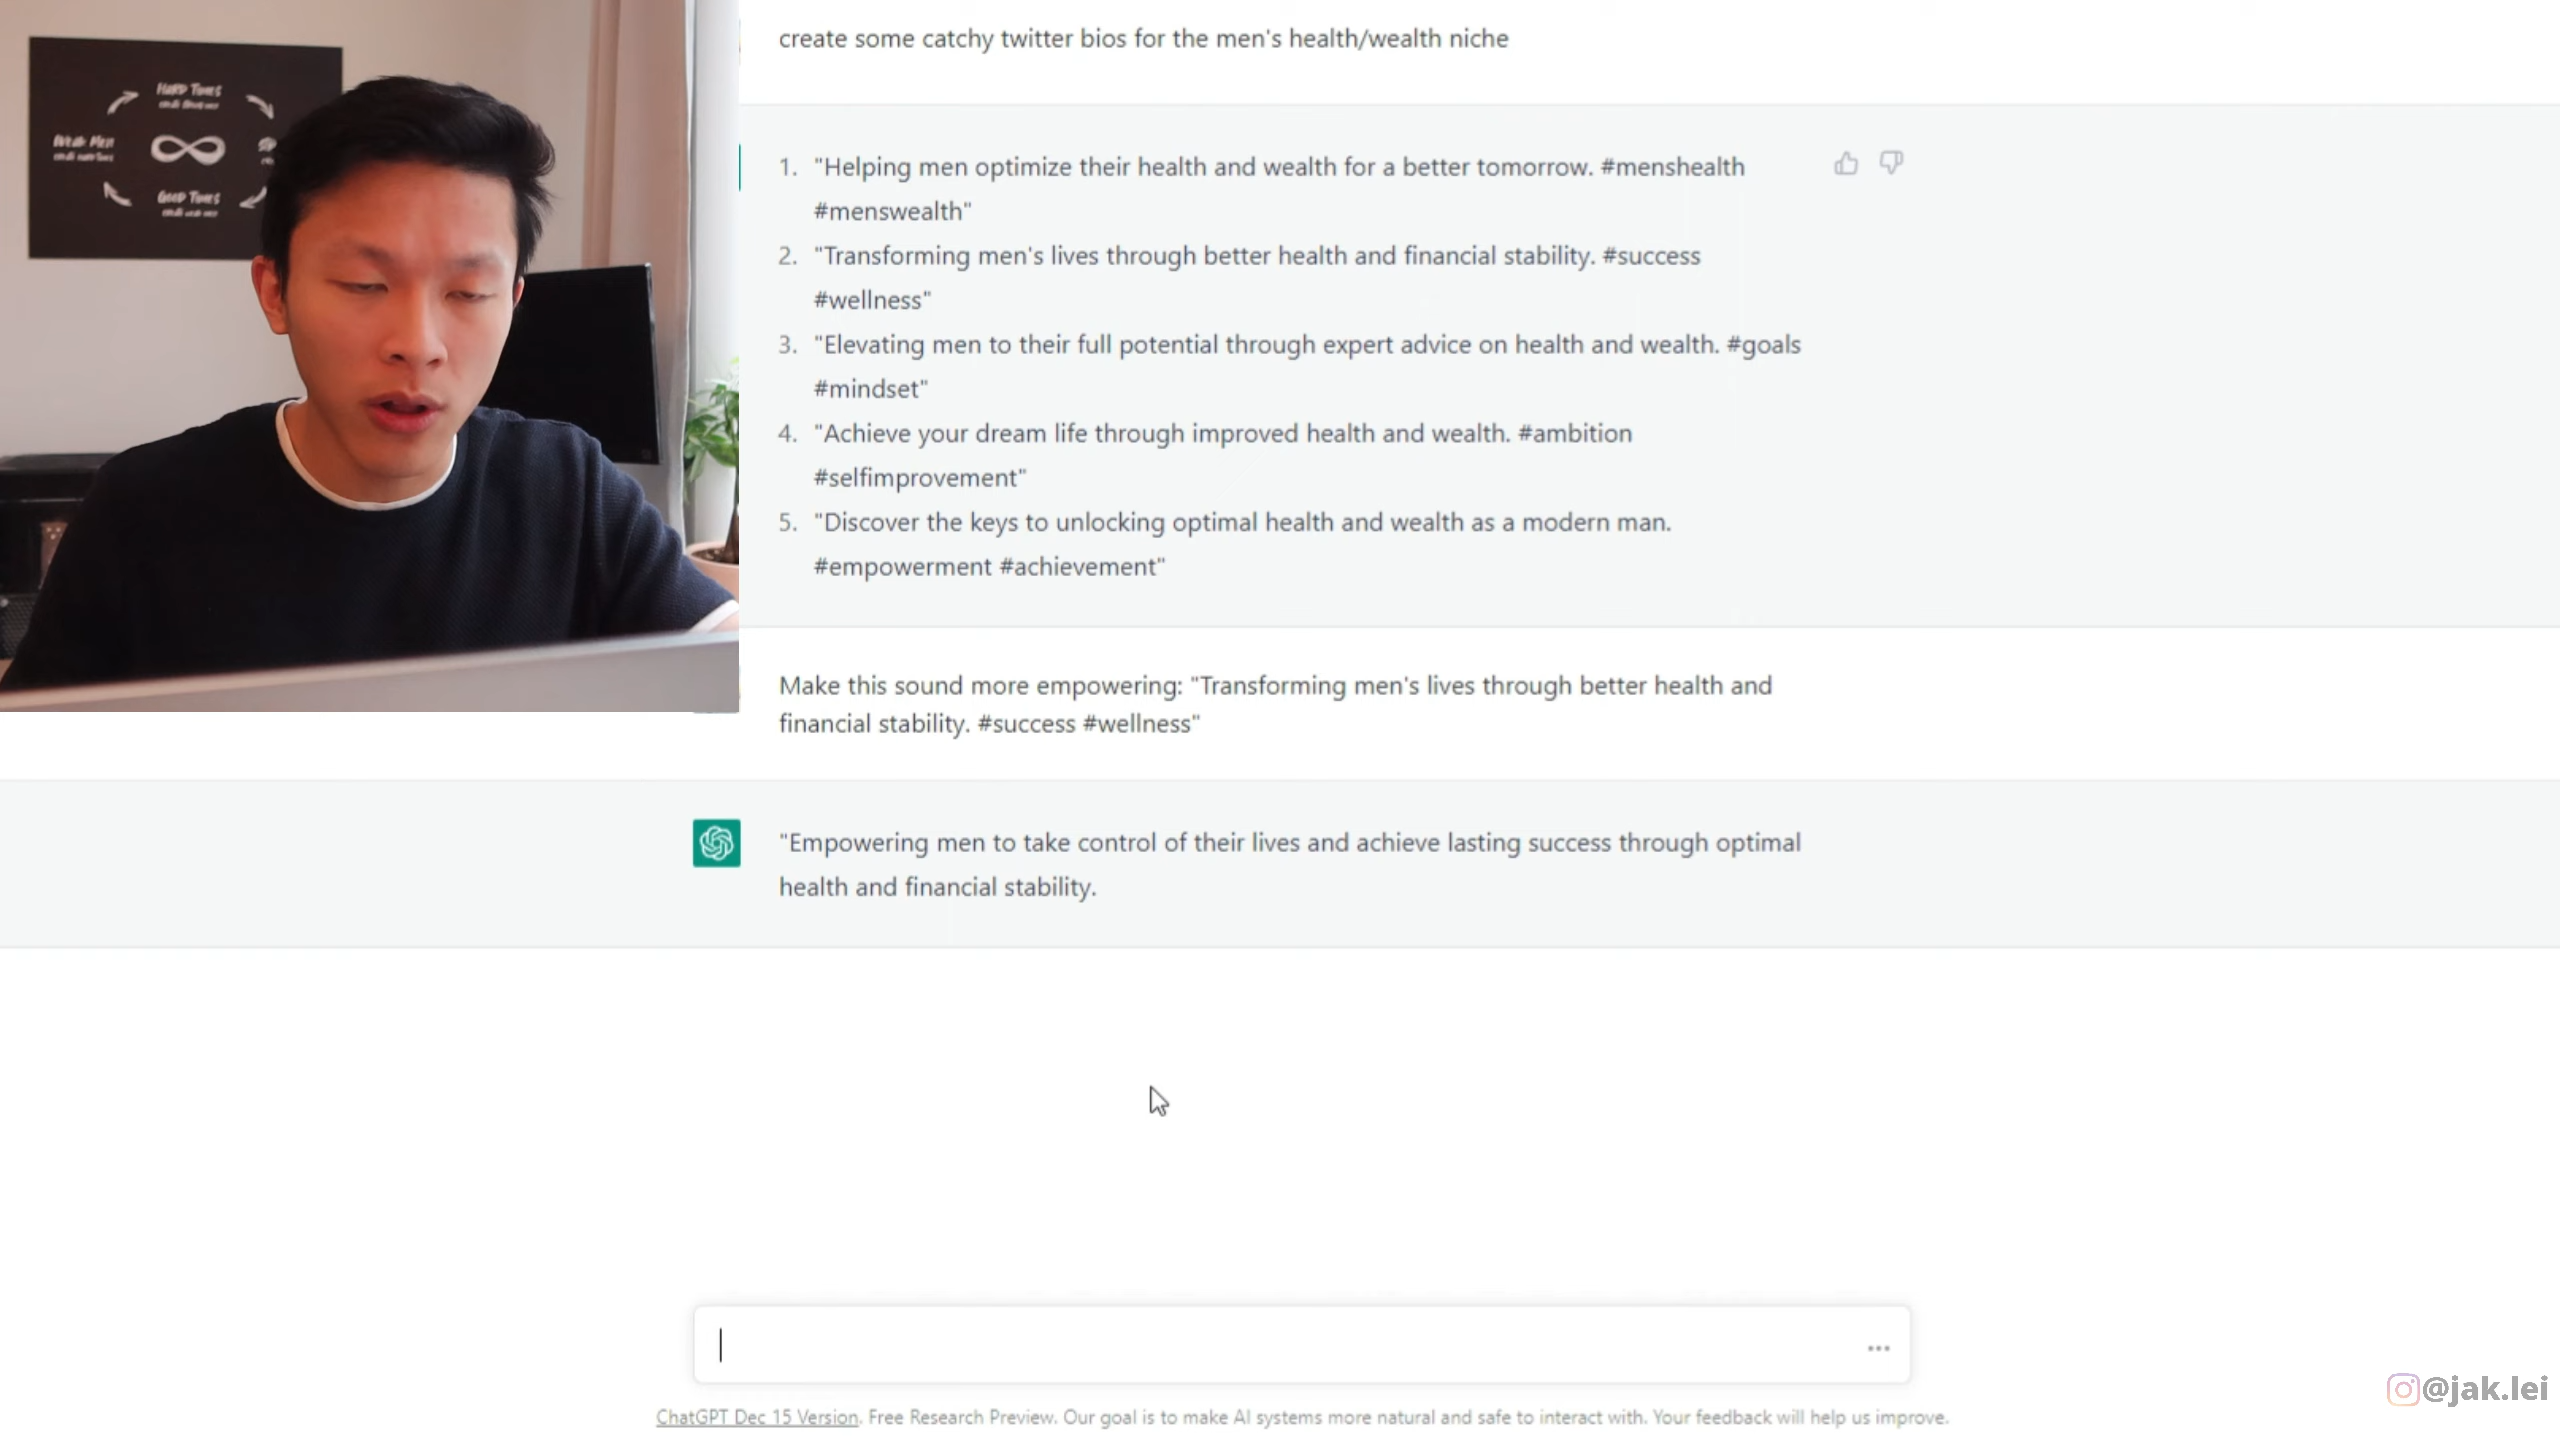 HARD TIMES
GOOD TIMES
create some catchy twitter bios for the men's health/wealth niche
1. "Helping men optimize their health and wealth for a better tomorrow. #menshealth
#menswealth"
2. "Transforming men's lives through better health and financial stability. #success
#wellness"
3. "Elevating men to their full potential through expert advice on health and wealth. #goals
#mindset"
4. "Achieve your dream life through improved health and wealth. #ambition
#selfimprovement"
5. "Discover the keys to unlocking optimal health and wealth as a modern man.
#empowerment #achievement"
Make this sound more empowering: "Transforming men's lives through better health and
financial stability. #success #wellness"
"Empowering men to take control of their lives and achieve lasting success through optimal
health and financial stability.
ChatGPT Dec 15 Version. Free Research Preview. Our goal is to make AI systems more natural and safe to interact with. Your feedback will help us improve.
@jak.lei